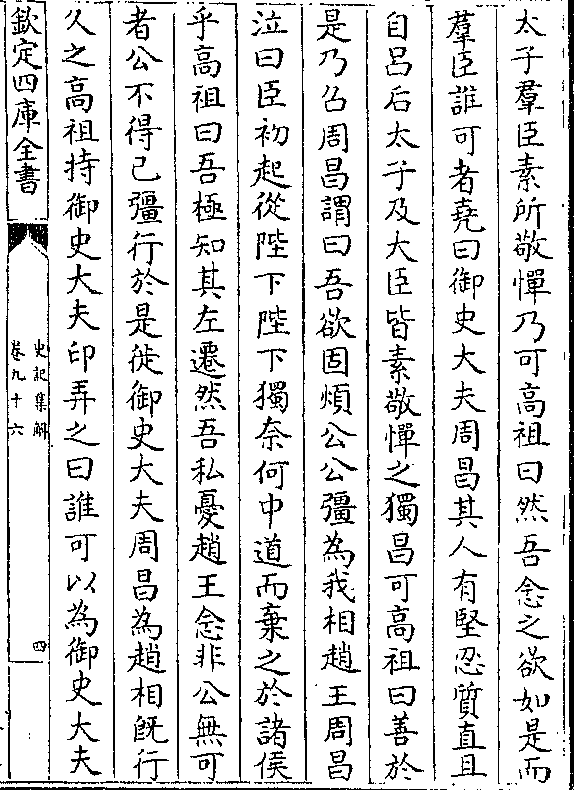 太子羣臣素所敬憚乃可高祖曰然吾念之欲如是而
羣臣誰可者堯曰御史大夫周昌其人有堅忍質直且
自呂后太子及大臣皆素敬憚之獨昌可高祖曰善於
是乃召周昌謂曰吾欲固煩公公彊為我相趙王周昌
泣曰臣初起從陛下陛下獨奈何中道而棄之於諸侯
乎高祖曰吾極知其左遷然吾私憂趙王念非公無可
者公不得已彊行於是徙御史大夫周昌為趙相既行
久之高祖持御史大夫印弄之曰誰可以為御史大夫
欽定四庫全書
史記集解
卷九十六
四